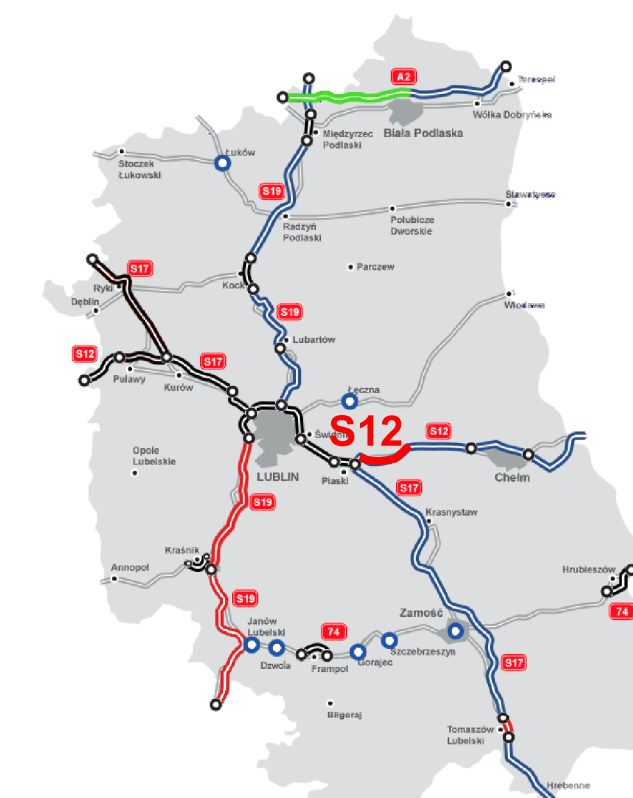 A2
Terespol
Wólka Dobryńska
Biała Podlaska
Międzyrzec
Podlaski
Łuków
Stoczek
Łukowski
S19
Radzyń
Podlaski
Polubicze
Dworskie
Sławatycze
S17
Ryki
Dęblin
Kock
Parczew
S19
Włodawa
Lubartów
S12
S17
Puławy
Kurów
Łęczna
S12
S12
Świdnik
Opole
Lubelskie
LUBLIN
Piaski
Chełm
S17
S19
Krasnystaw
Kraśnik
Annopol
Hrubieszów
S19
74
Zamość
Janów
Lubelski
74
Szczebrzeszyn
Dzwola
Frampol
Gorajec
S17
Biłgoraj
Tomaszów
Lubelski
Hrebenne